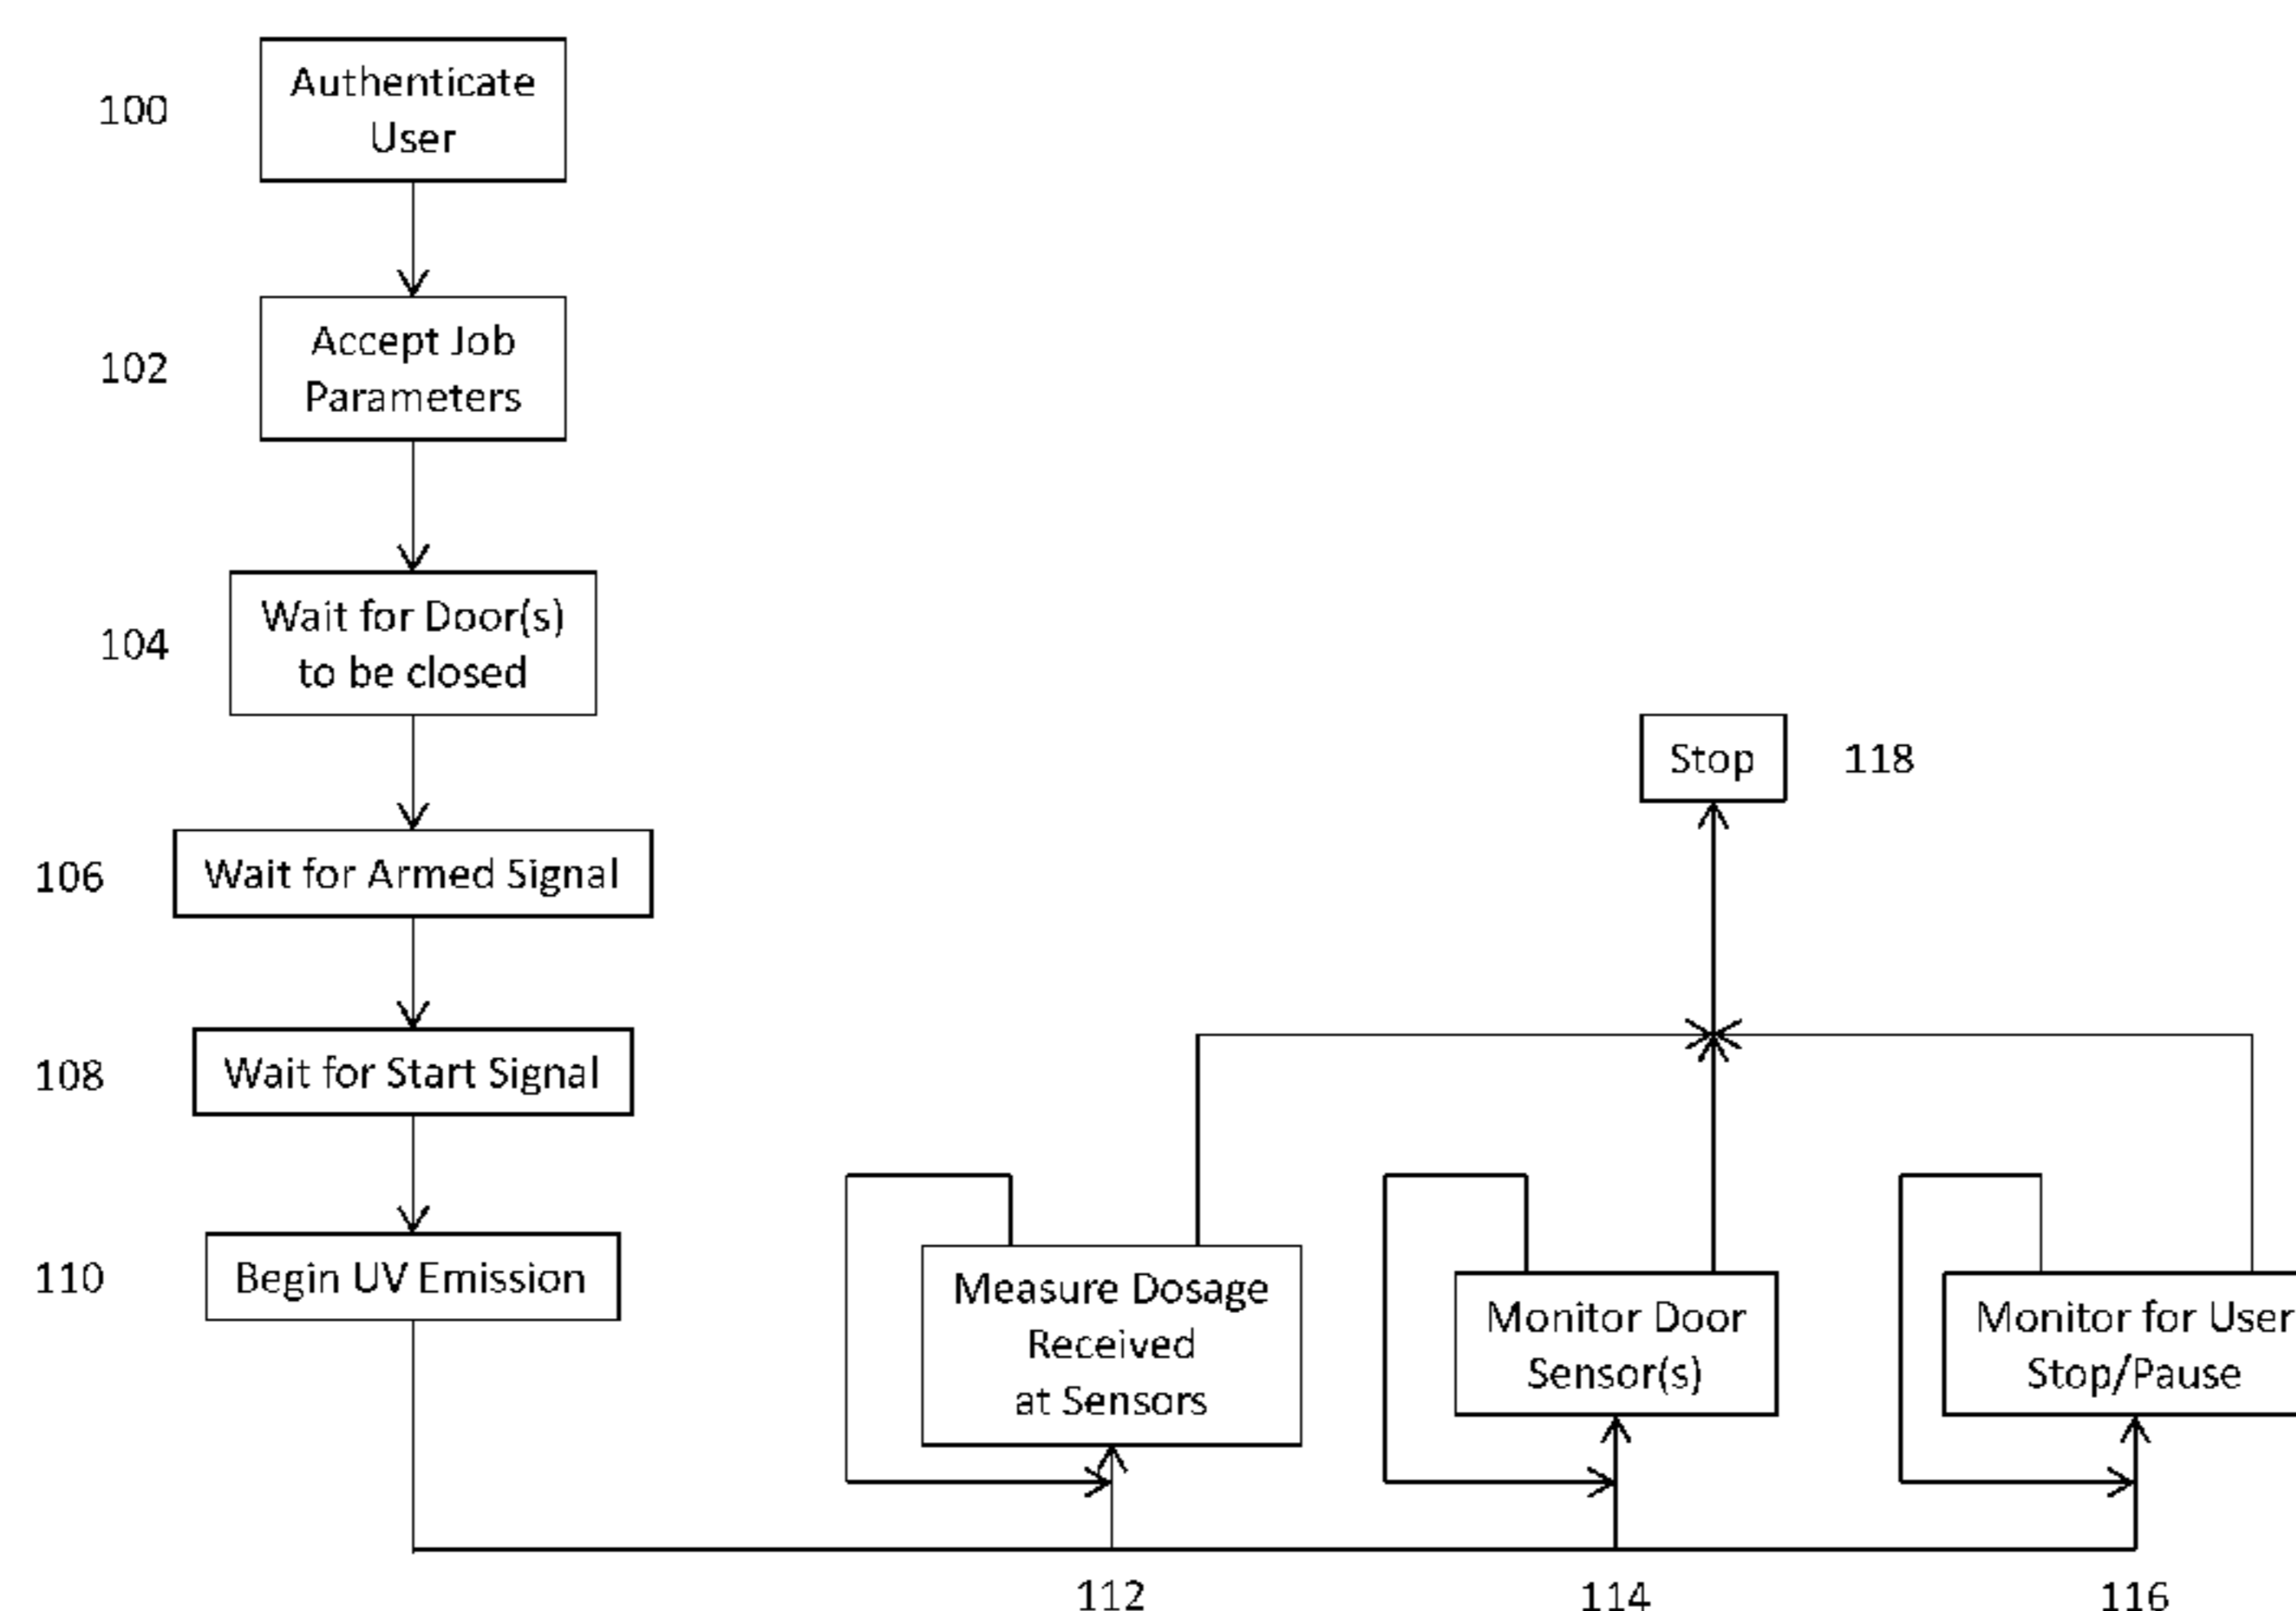 100
Authenticate
User
102
Accept Job
Parameters
104
Wait for Door(s)
to be closed
Stop
118
106
Wait for Armed Signal
108
Wait for Start Signal
110
Begin UV Emission
Measure Dosage
Received
at Sensors
Monitor Door
Sensor(s)
Monitor for User
Stop/Pause
112
114
116